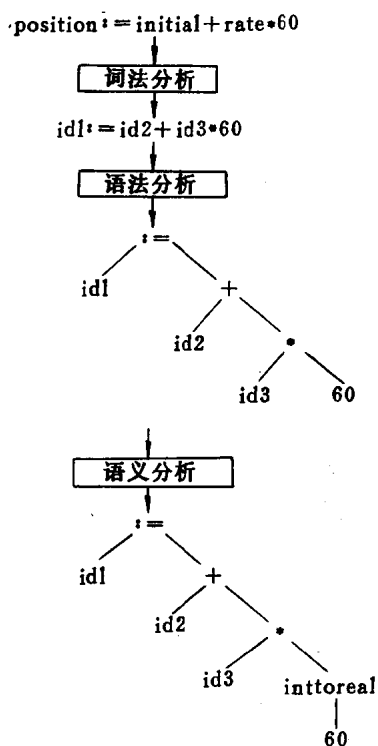 position:=initial+rate*60
词法分析
id1:=id2+id3*60
语法分析
:=
id1
+
id2
*
id3 60
语义分析
:=
id1
+
id2
*
id3
inttoreal
60